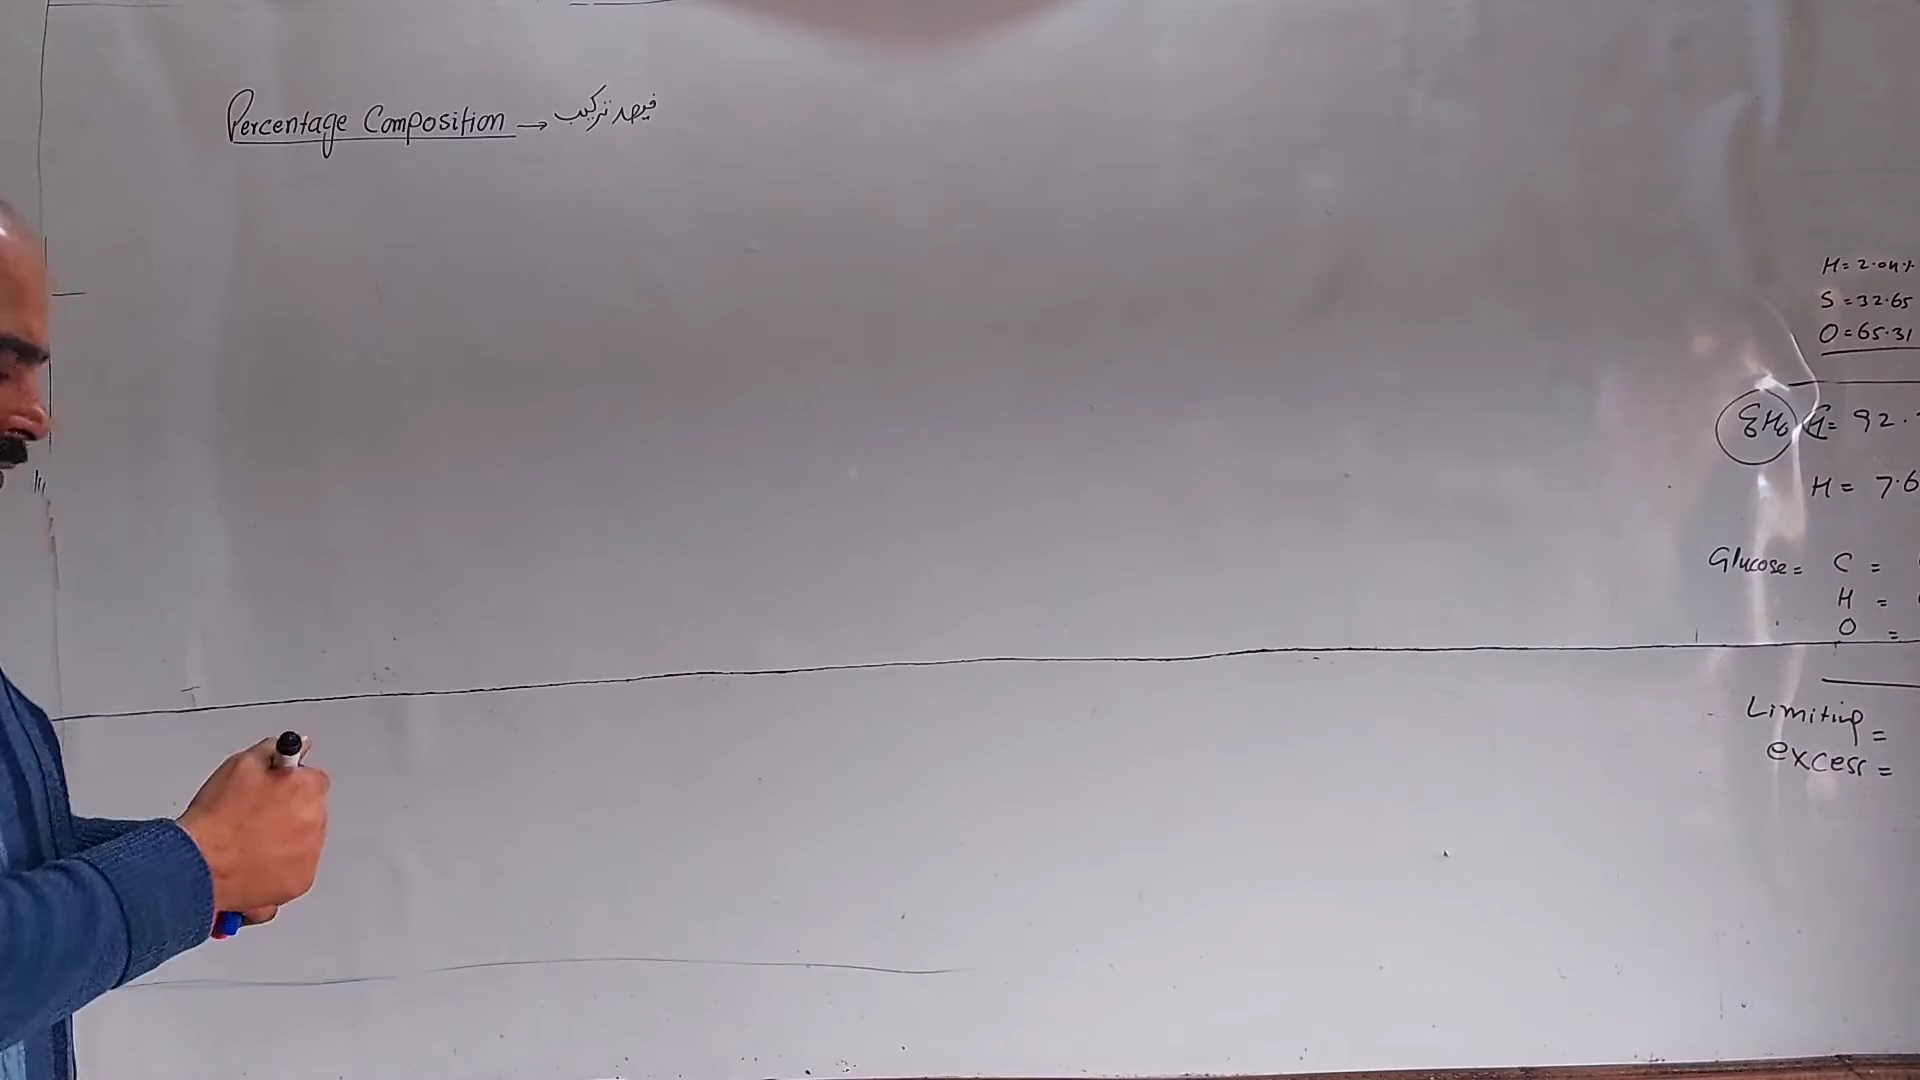 Percentage Composition → فیصد ترکیب
H = 2.04%
S = 32.65
O = 65.31
C6H6 C = 92.
H = 7.6
Glucose = C =
H =
O =
Limiting =
excess =